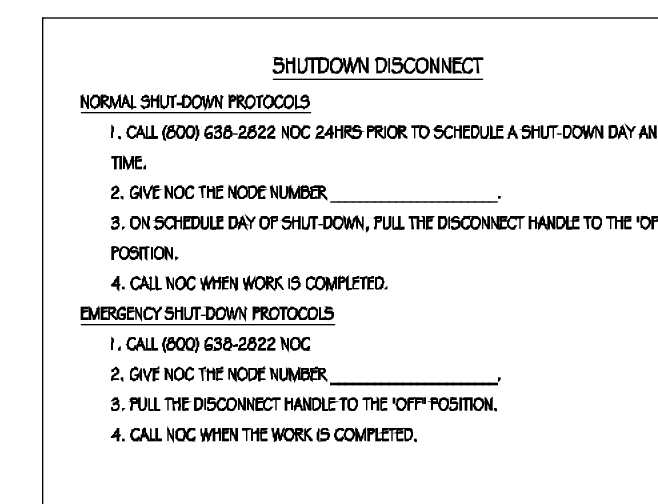 SHUTDOWN DISCONNECT
NORMAL SHUT-DOWN PROTOCOLS
1. CALL (800) 638-2822 NOC 24HRS PRIOR TO SCHEDULE A SHUT-DOWN DAY AN
TIME.
2. GIVE NOC THE NODE NUMBER ____________________.
3. ON SCHEDULE DAY OF SHUT-DOWN, PULL THE DISCONNECT HANDLE TO THE "OF
POSITION.
4. CALL NOC WHEN WORK IS COMPLETED.
EMERGENCY SHUT-DOWN PROTOCOLS
1. CALL (800) 638-2822 NOC
2. GIVE NOC THE NODE NUMBER ____________________.
3. PULL THE DISCONNECT HANDLE TO THE "OFF" POSITION.
4. CALL NOC WHEN THE WORK IS COMPLETED.